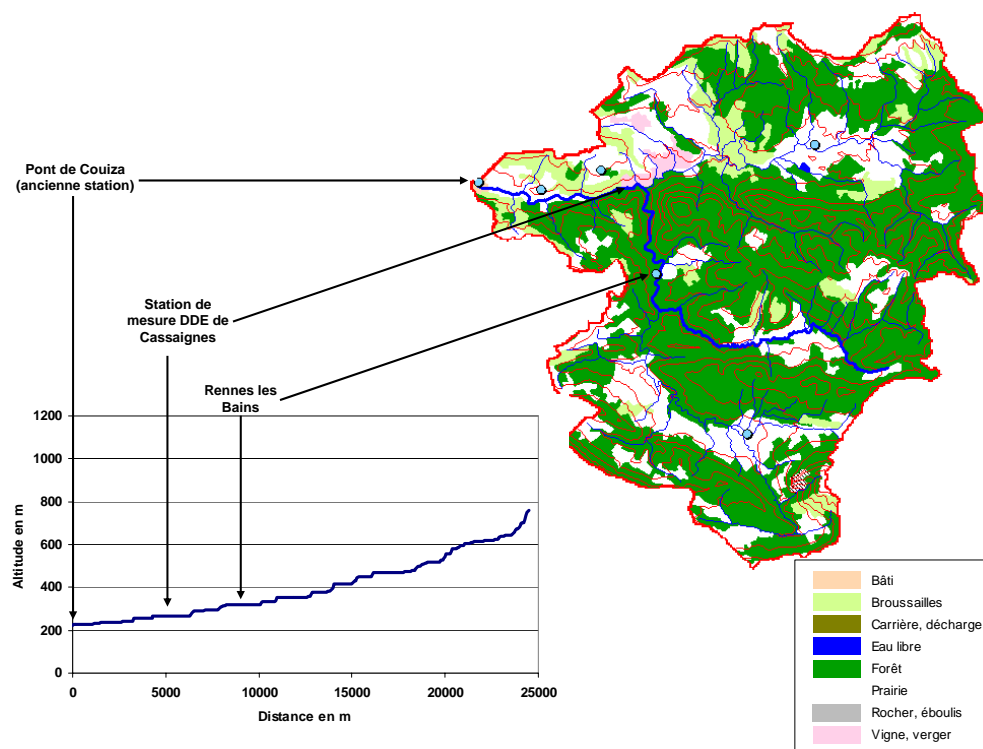 Pont de Couiza
(ancienne station)
Station de
mesure DDE de
Cassaignes
Rennes les
Bains
1200
1000
800
600
400
200
0
Altitude en m
0
5000
10000
15000
20000
25000
Distance en m
Bâti
Broussailles
Carrière, décharge
Eau libre
Forêt
Prairie
Rocher, éboulis
Vigne, verger